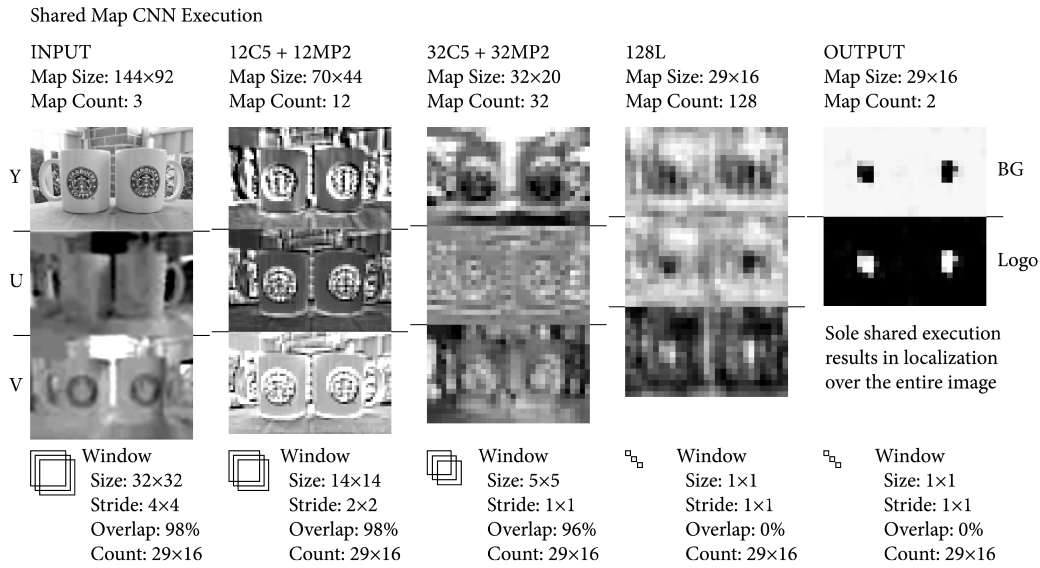 Shared Map CNN Execution
INPUT
Map Size: 144×92
Map Count: 3
12C5 + 12MP2
Map Size: 70×44
Map Count: 12
32C5 + 32MP2
Map Size: 32×20
Map Count: 32
128L
Map Size: 29×16
Map Count: 128
OUTPUT
Map Size: 29×16
Map Count: 2
Y
U
V
BG
Logo
Sole shared execution
results in localization
over the entire image
Window
Size: 32×32
Stride: 4×4
Overlap: 98%
Count: 29×16
Window
Size: 14×14
Stride: 2×2
Overlap: 98%
Count: 29×16
Window
Size: 5×5
Stride: 1×1
Overlap: 96%
Count: 29×16
Window
Size: 1×1
Stride: 1×1
Overlap: 0%
Count: 29×16
Window
Size: 1×1
Stride: 1×1
Overlap: 0%
Count: 29×16